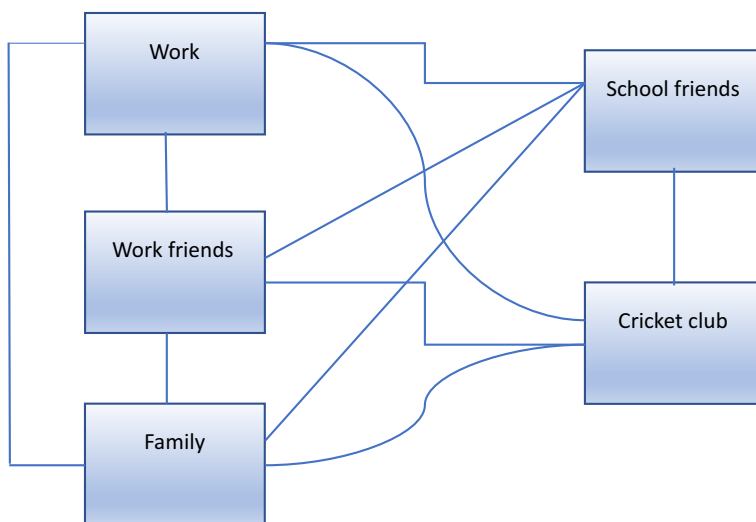 Work
School friends
Work friends
Cricket club
Family